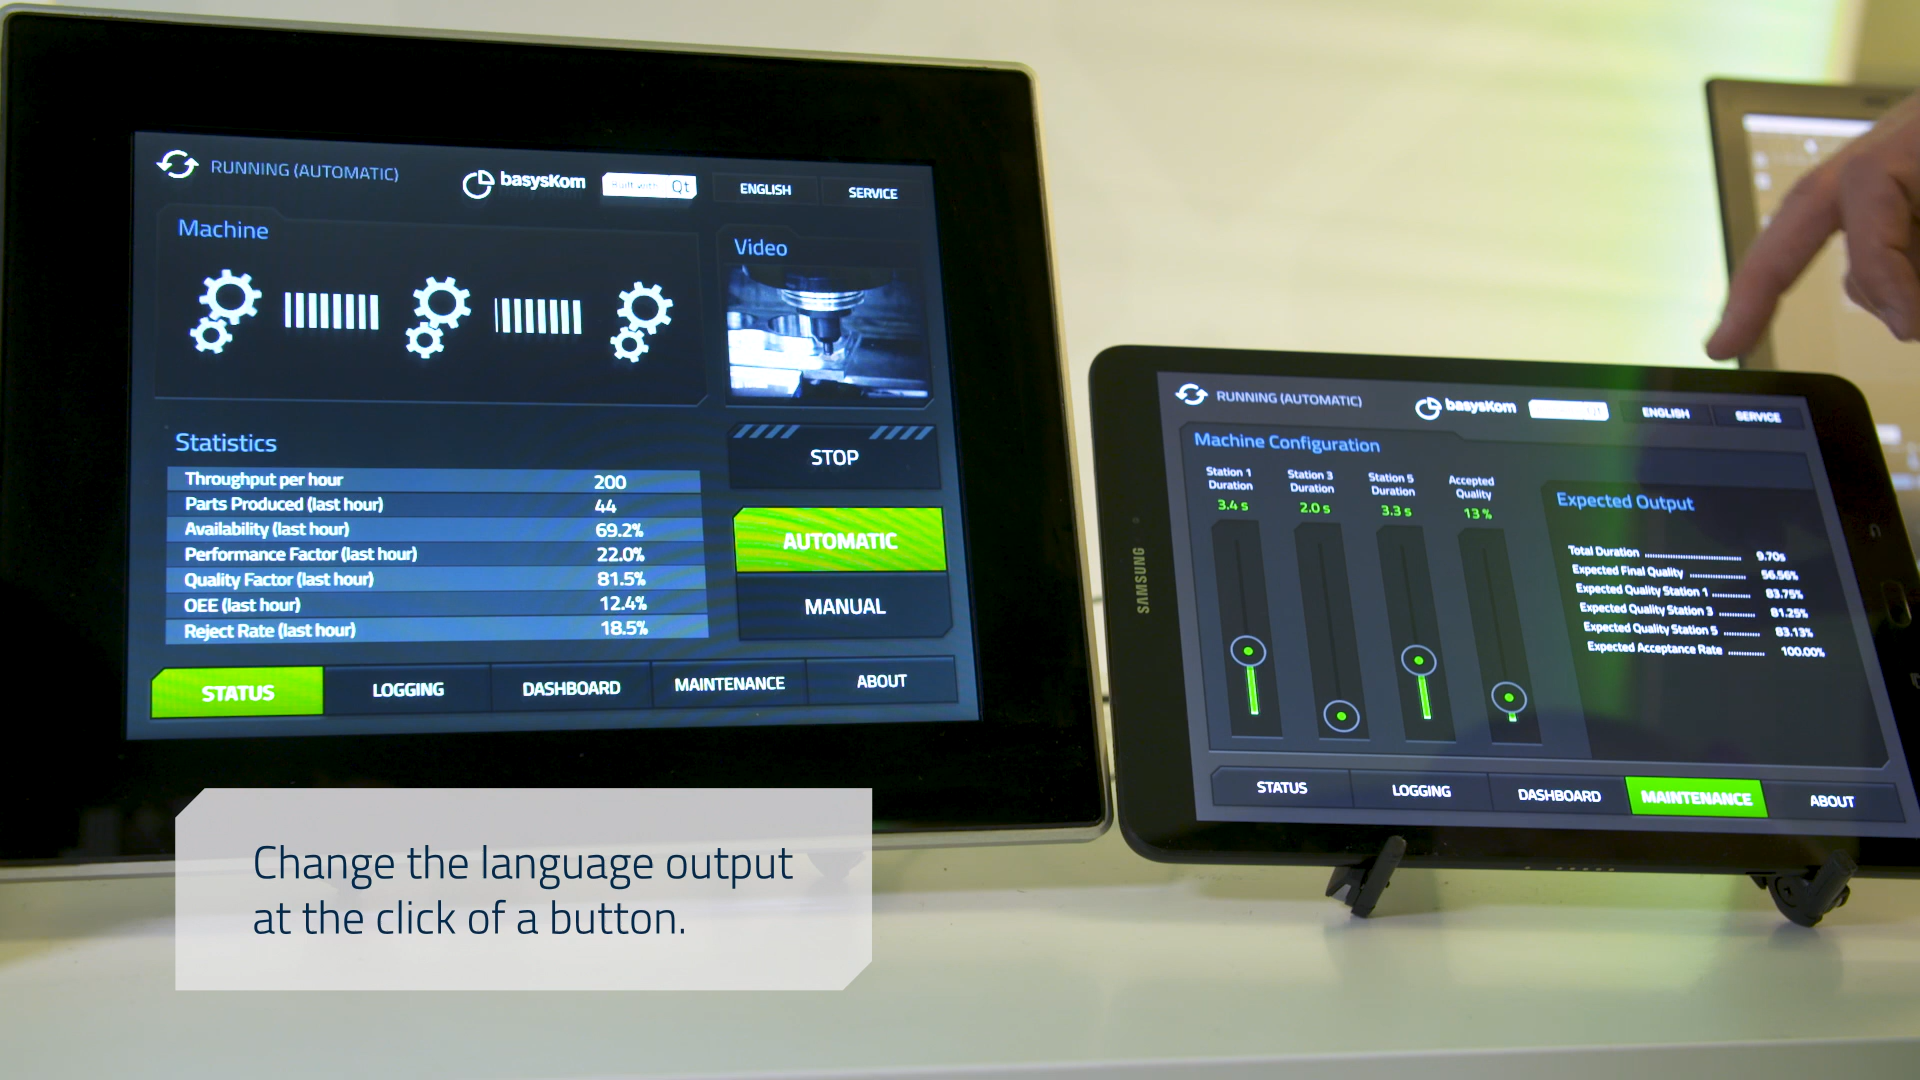 RUNNING (AUTOMATIC)
basysKom
Built with Qt
ENGLISH
SERVICE
Machine
Video
Statistics
Throughput per hour 200
Parts Produced (last hour) 44
Availability (last hour) 69.2%
Performance Factor (last hour) 22.0%
Quality Factor (last hour) 81.5%
OEE (last hour) 12.4%
Reject Rate (last hour) 18.5%
STOP
AUTOMATIC
MANUAL
STATUS
LOGGING
DASHBOARD
MAINTENANCE
ABOUT
SAMSUNG
RUNNING (AUTOMATIC)
basysKom
Qt
ENGLISH
SERVICE
Machine Configuration
Station 1
Duration
3.4 s
Station 3
Duration
2.0 s
Station 5
Duration
3.3 s
Accepted
Quality
13 %
Expected Output
Total Duration 9.70s
Expected Final Quality 56.56%
Expected Quality Station 1 83.75%
Expected Quality Station 3 81.25%
Expected Quality Station 5 83.13%
Expected Acceptance Rate 100.00%
STATUS
LOGGING
DASHBOARD
MAINTENANCE
ABOUT
Change the language output
at the click of a button.